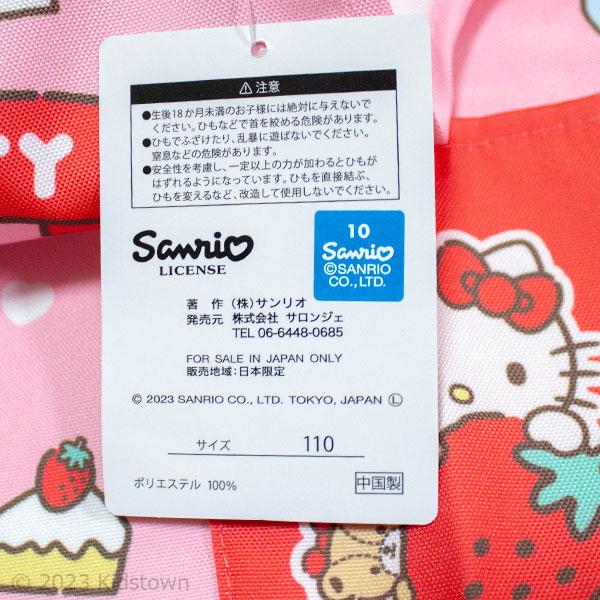 ⚠ 注意
●生後18か月未満のお子様には絶対に与えないで
ください。ひもなどで首を絞める危険があります。
●ひもでふざけたり、乱暴に遊ばないでください。
窒息などの危険があります。
●安全性を考慮し、一定以上の力が加わるとひもが
はずれるようになっています。ひもを直接結ぶ、
ひもを変えるなど、改造して使用しないでください。
Sanrio
LICENSE
10
Sanrio
©SANRIO
CO., LTD.
著 作 (株)サンリオ
発売元 株式会社 サロンジェ
TEL 06-6448-0685
FOR SALE IN JAPAN ONLY
販売地域:日本限定
© 2023 SANRIO CO., LTD. TOKYO, JAPAN Ⓛ
サイズ 110
ポリエステル 100%
中国製
TY
© 2023 Kidstown